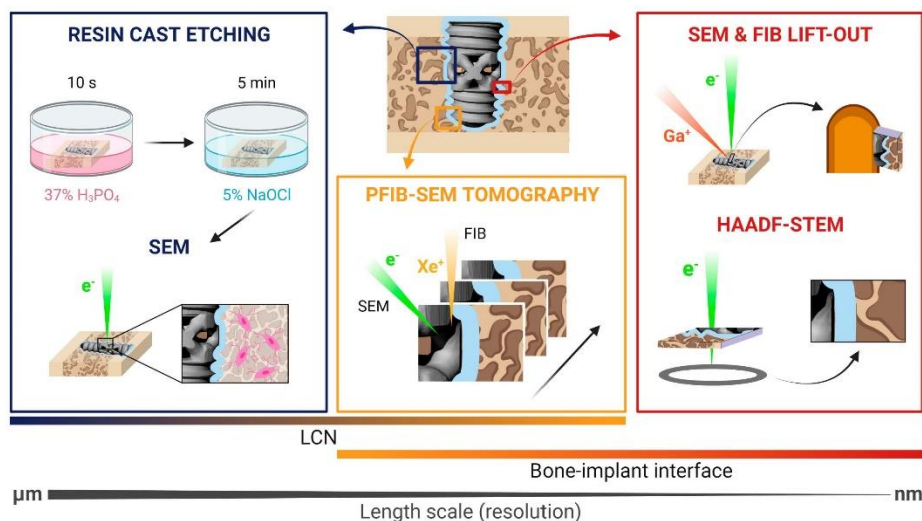 RESIN CAST ETCHING
10 s
5 min
37% H₃PO₄
5% NaOCl
SEM
e⁻
PFIB-SEM TOMOGRAPHY
FIB
e⁻
Xe⁺
SEM
SEM & FIB LIFT-OUT
e⁻
Ga⁺
HAADF-STEM
e⁻
LCN
Bone-implant interface
μm
nm
Length scale (resolution)